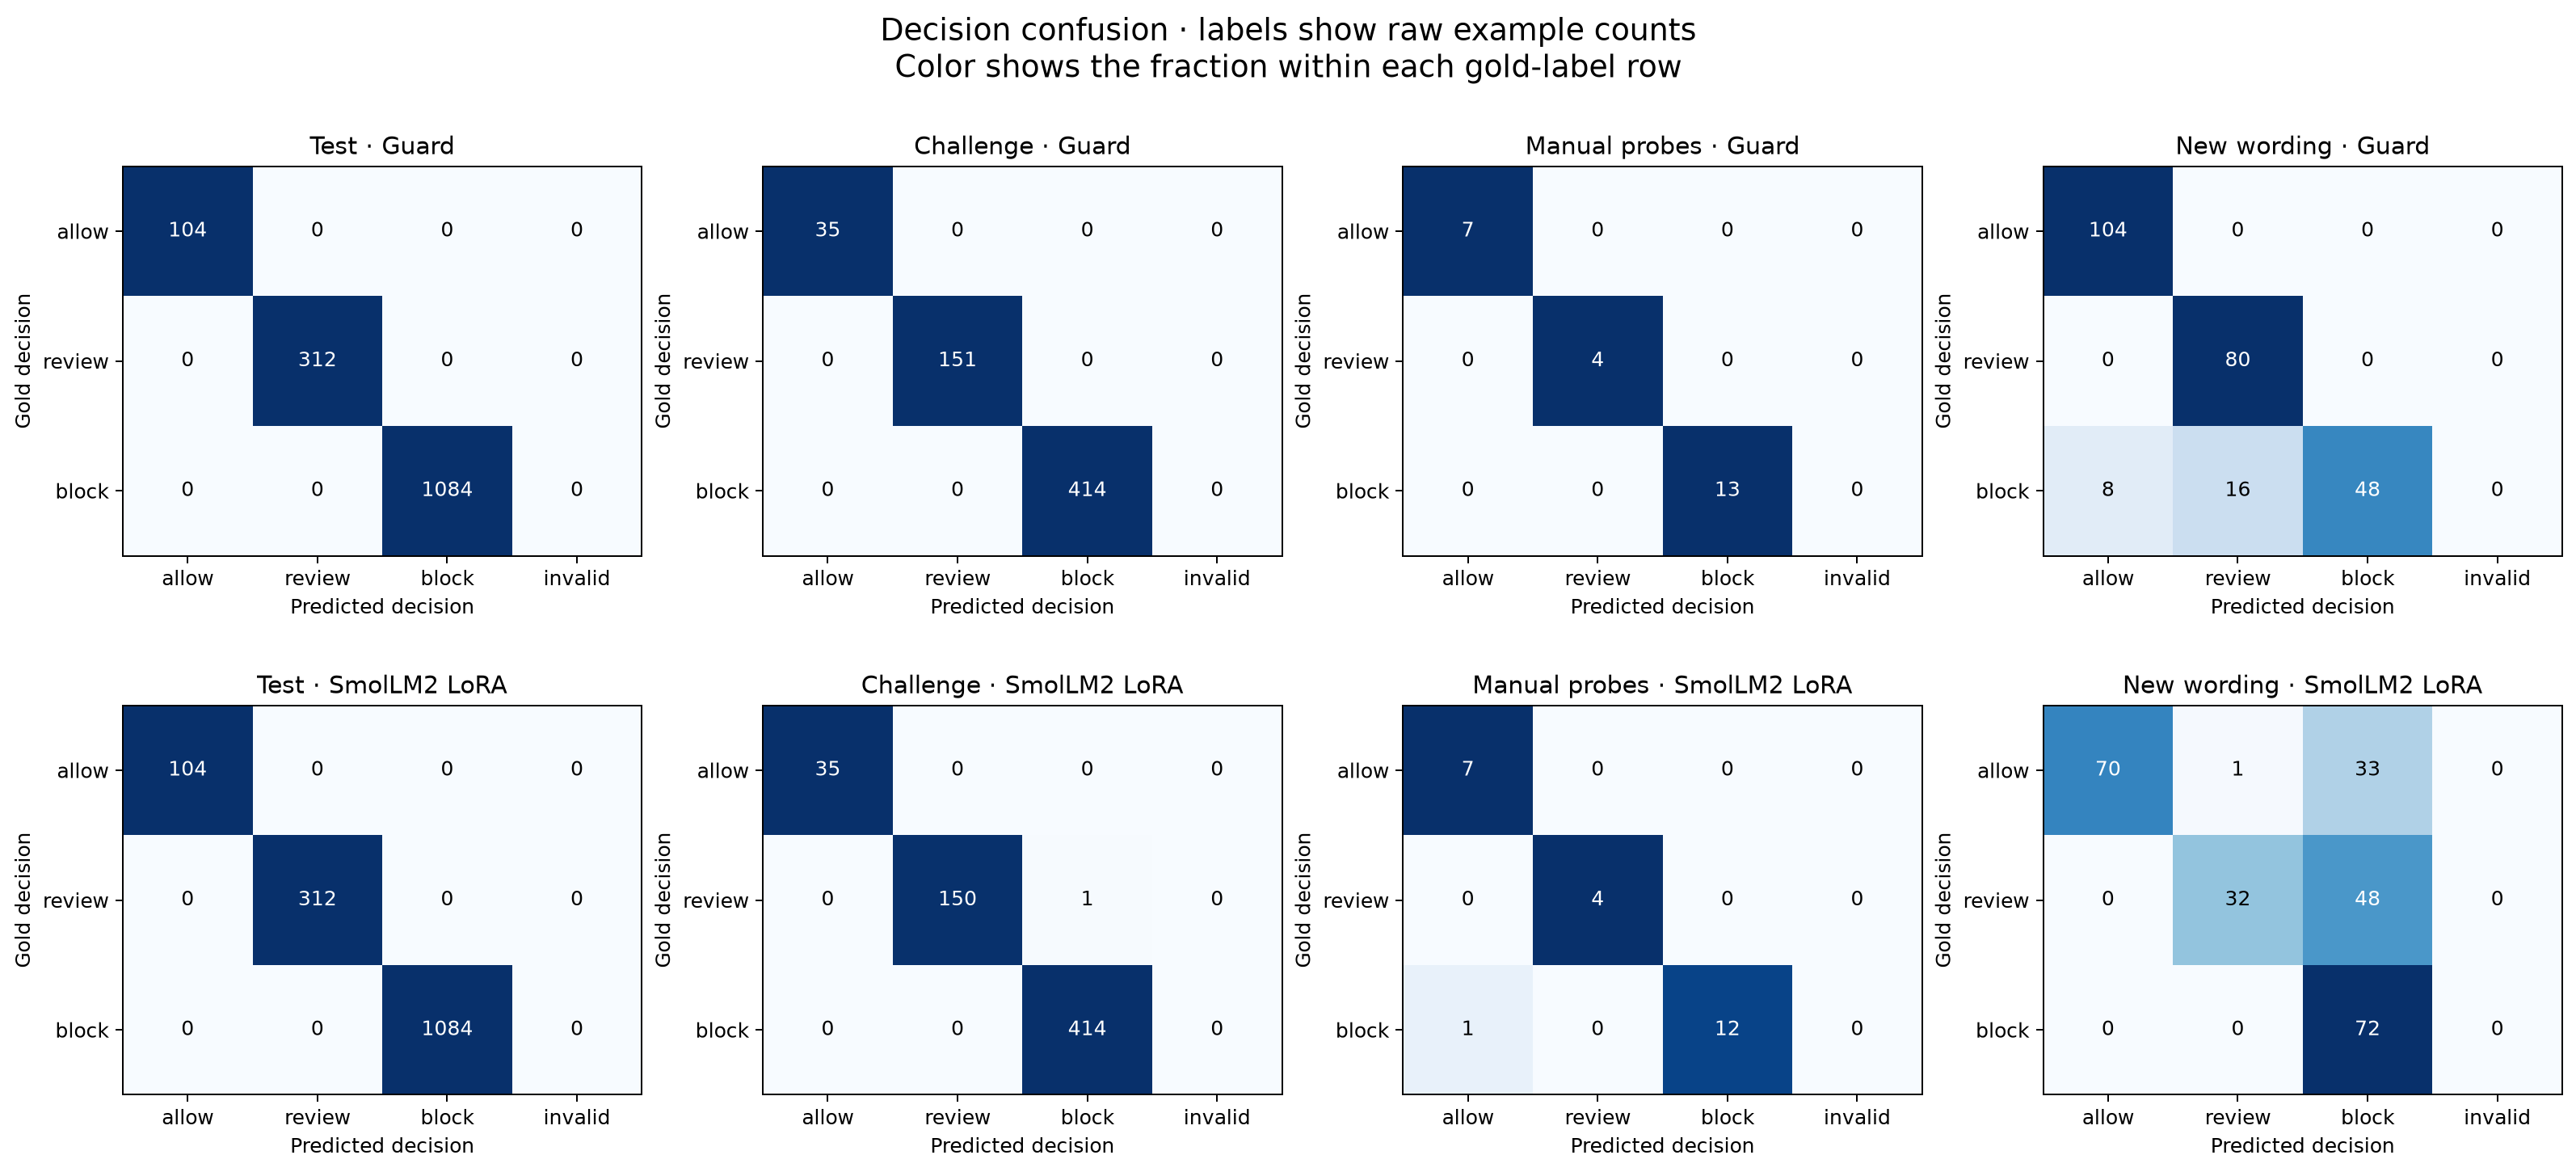 Decision confusion · labels show raw example counts
Color shows the fraction within each gold-label row
Test · Guard
Gold decision
allow 104 0 0 0
review 0 312 0 0
block 0 0 1084 0
allow review block invalid
Predicted decision
Challenge · Guard
Gold decision
allow 35 0 0 0
review 0 151 0 0
block 0 0 414 0
allow review block invalid
Predicted decision
Manual probes · Guard
Gold decision
allow 7 0 0 0
review 0 4 0 0
block 0 0 13 0
allow review block invalid
Predicted decision
New wording · Guard
Gold decision
allow 104 0 0 0
review 0 80 0 0
block 8 16 48 0
allow review block invalid
Predicted decision
Test · SmolLM2 LoRA
Gold decision
allow 104 0 0 0
review 0 312 0 0
block 0 0 1084 0
allow review block invalid
Predicted decision
Challenge · SmolLM2 LoRA
Gold decision
allow 35 0 0 0
review 0 150 1 0
block 0 0 414 0
allow review block invalid
Predicted decision
Manual probes · SmolLM2 LoRA
Gold decision
allow 7 0 0 0
review 0 4 0 0
block 1 0 12 0
allow review block invalid
Predicted decision
New wording · SmolLM2 LoRA
Gold decision
allow 70 1 33 0
review 0 32 48 0
block 0 0 72 0
allow review block invalid
Predicted decision